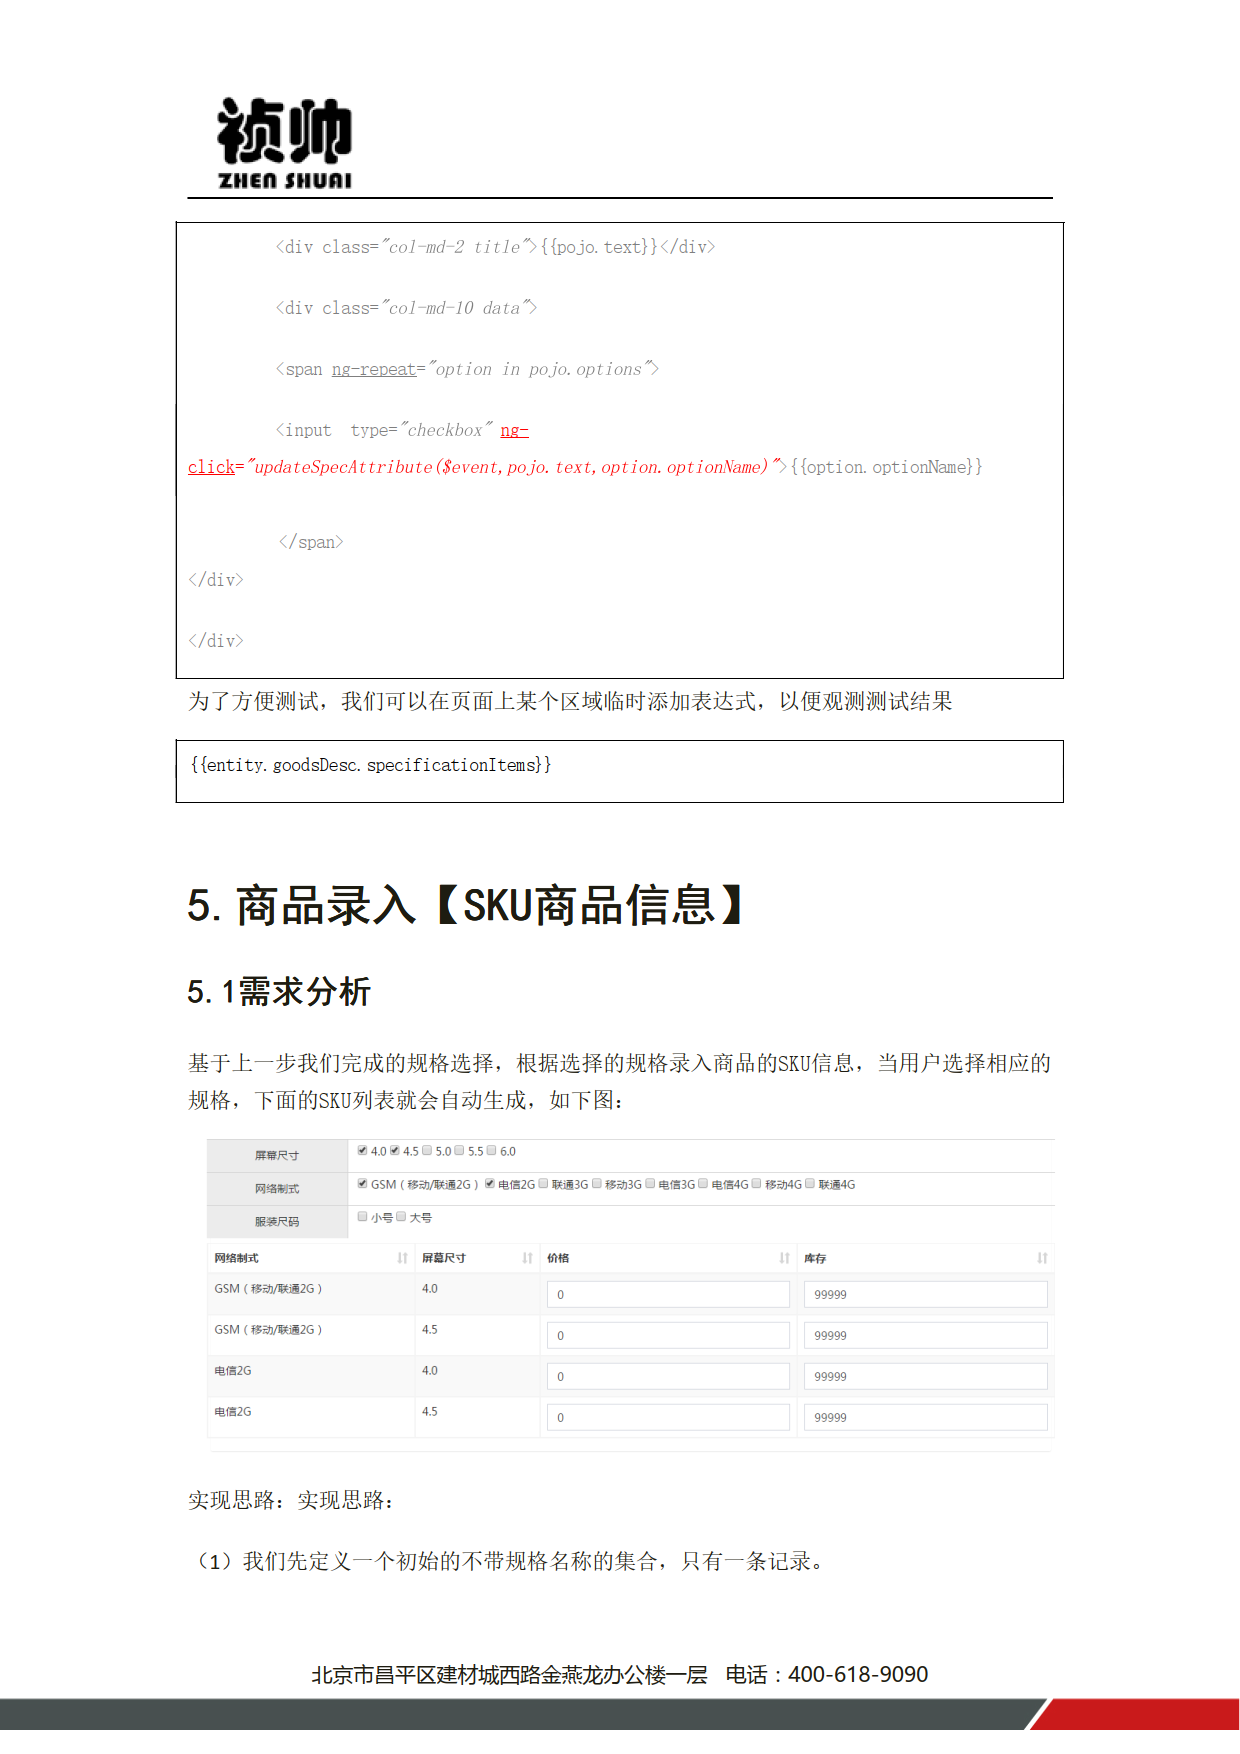 祯帅
ZHEN SHUAI
<div class="col-md-2 title">{{pojo.text}}</div>
<div class="col-md-10 data">
<span ng-repeat="option in pojo.options">
<input  type="checkbox" ng-
click="updateSpecAttribute($event,pojo.text,option.optionName)">{{option.optionName}}
</span>
</div>
</div>
为了方便测试，我们可以在页面上某个区域临时添加表达式，以便观测测试结果
{{entity.goodsDesc.specificationItems}}
5.商品录入【SKU商品信息】
5.1需求分析
基于上一步我们完成的规格选择，根据选择的规格录入商品的SKU信息，当用户选择相应的
规格，下面的SKU列表就会自动生成，如下图：
屏幕尺寸 4.0 4.5 5.0 5.5 6.0
网络制式 GSM（移动/联通2G） 电信2G 联通3G 移动3G 电信3G 电信4G 移动4G 联通4G
服装尺码 小号 大号
网络制式 屏幕尺寸 价格 库存
GSM（移动/联通2G） 4.0 0 99999
GSM（移动/联通2G） 4.5 0 99999
电信2G 4.0 0 99999
电信2G 4.5 0 99999
实现思路：实现思路：
（1）我们先定义一个初始的不带规格名称的集合，只有一条记录。
北京市昌平区建材城西路金燕龙办公楼一层   电话：400-618-9090